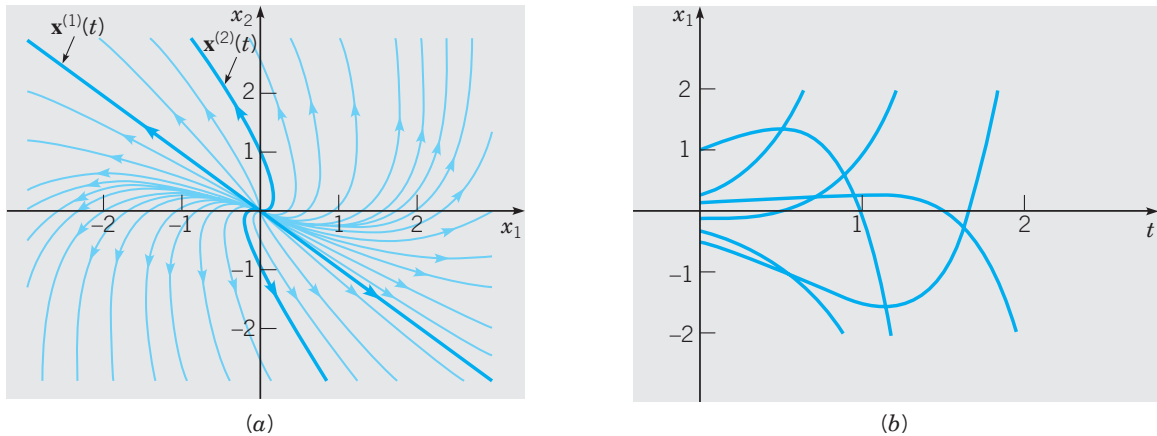 x₂
x⁽¹⁾(t)
x⁽²⁾(t)
2
1
–2 –1 1 2 x₁
–1
–2
(a)
x₁
2
1
1 2 t
–1
–2
(b)